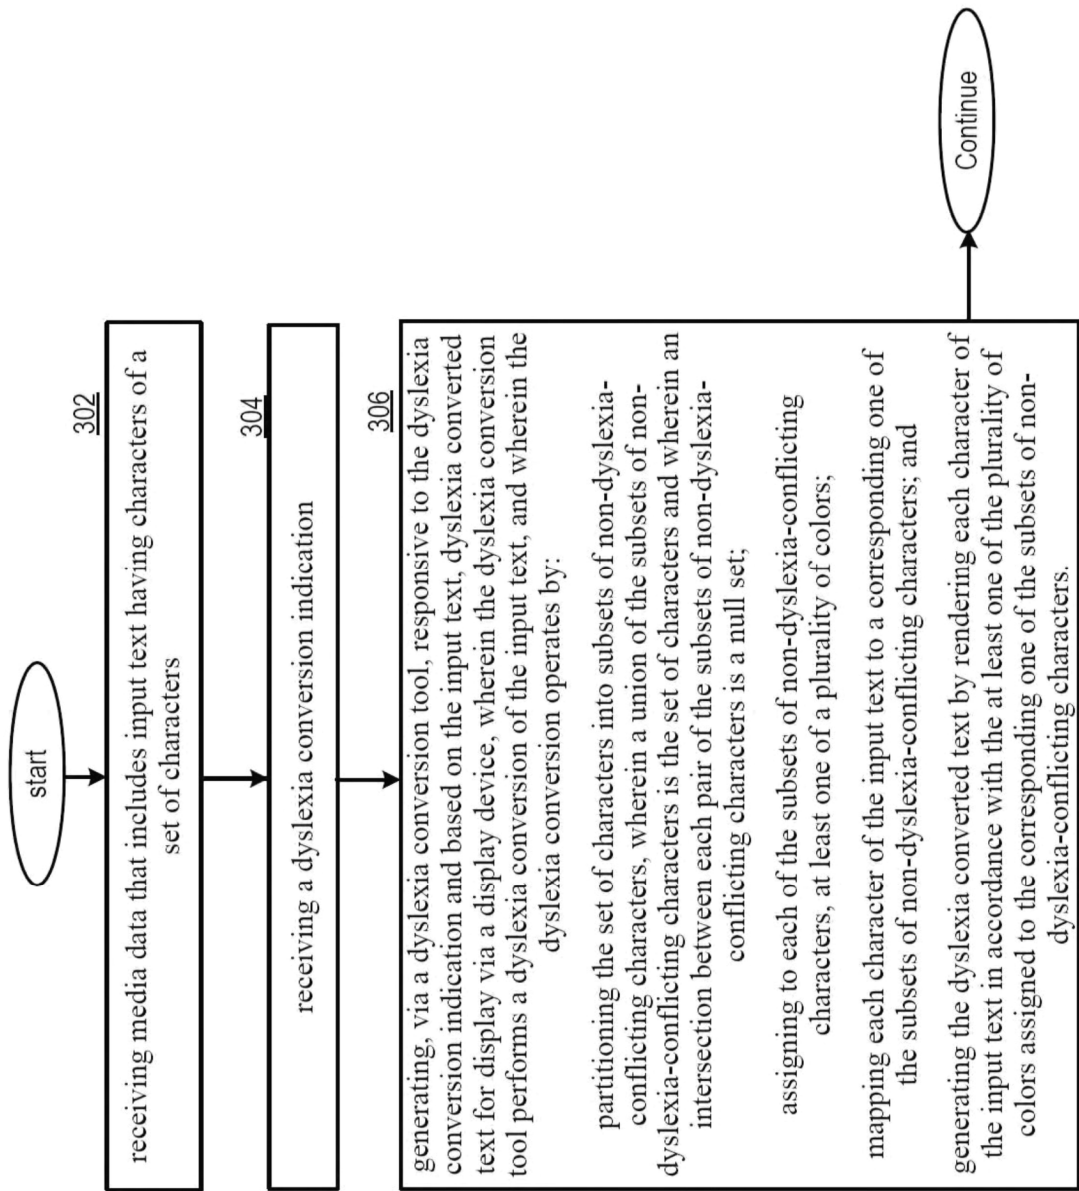 start
302
receiving media data that includes input text having characters of a
set of characters
304
receiving a dyslexia conversion indication
306
generating, via a dyslexia conversion tool, responsive to the dyslexia
conversion indication and based on the input text, dyslexia converted
text for display via a display device, wherein the dyslexia conversion
tool performs a dyslexia conversion of the input text, and wherein the
dyslexia conversion operates by:
partitioning the set of characters into subsets of non-dyslexia-
conflicting characters, wherein a union of the subsets of non-
dyslexia-conflicting characters is the set of characters and wherein an
intersection between each pair of the subsets of non-dyslexia-
conflicting characters is a null set;
assigning to each of the subsets of non-dyslexia-conflicting
characters, at least one of a plurality of colors;
mapping each character of the input text to a corresponding one of
the subsets of non-dyslexia-conflicting characters; and
generating the dyslexia converted text by rendering each character of
the input text in accordance with the at least one of the plurality of
colors assigned to the corresponding one of the subsets of non-
dyslexia-conflicting characters.
Continue